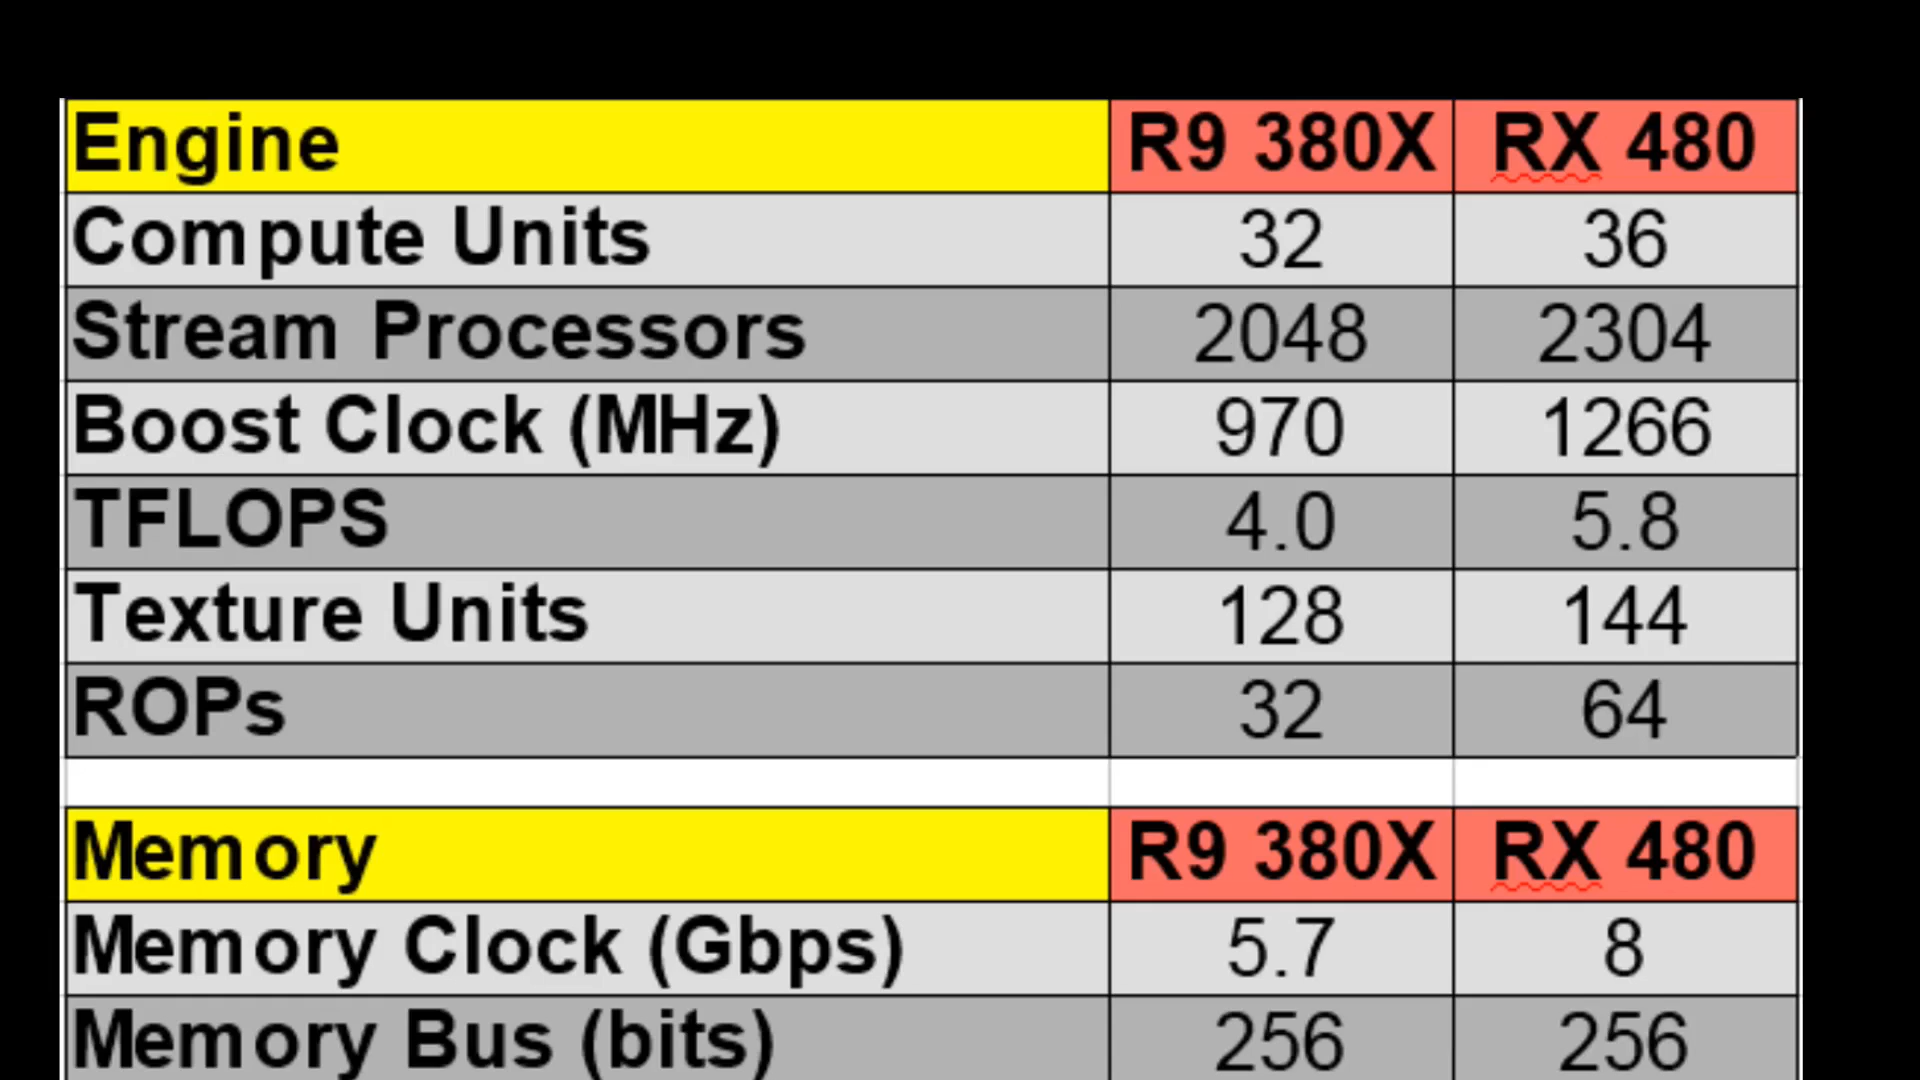 Engine R9 380X RX 480
Compute Units 32 36
Stream Processors 2048 2304
Boost Clock (MHz) 970 1266
TFLOPS 4.0 5.8
Texture Units 128 144
ROPs 32 64
Memory R9 380X RX 480
Memory Clock (Gbps) 5.7 8
Memory Bus (bits) 256 256